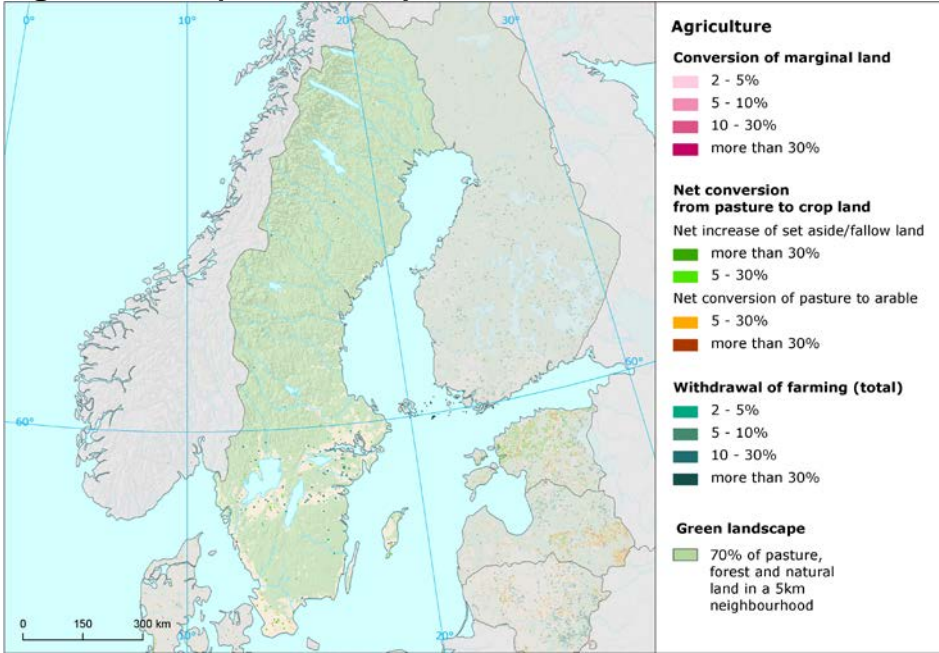 0°
10°
20°
30°
60°
60°
0 150 300 km
10°
20°
Agriculture
Conversion of marginal land
2 - 5%
5 - 10%
10 - 30%
more than 30%
Net conversion
from pasture to crop land
Net increase of set aside/fallow land
more than 30%
5 - 30%
Net conversion of pasture to arable
5 - 30%
more than 30%
Withdrawal of farming (total)
2 - 5%
5 - 10%
10 - 30%
more than 30%
Green landscape
70% of pasture,
forest and natural
land in a 5km
neighbourhood